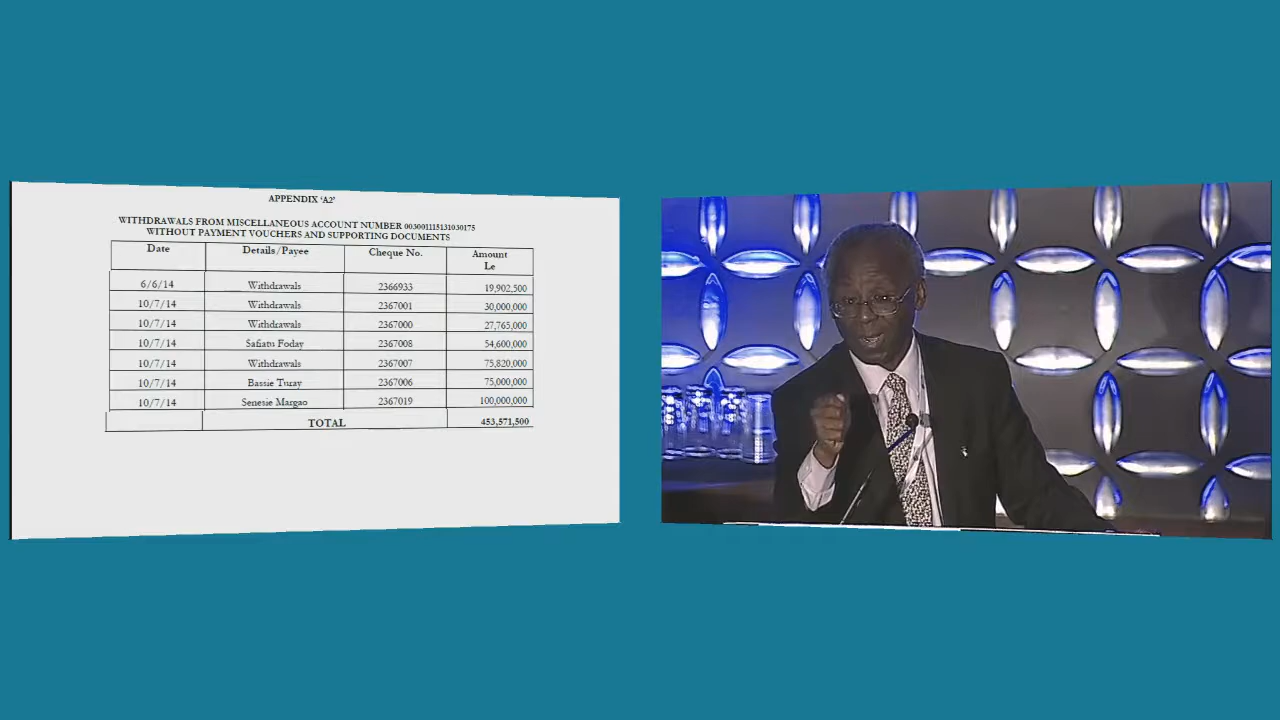 APPENDIX ‘A2’
WITHDRAWALS FROM MISCELLANEOUS ACCOUNT NUMBER 003001115131030175
WITHOUT PAYMENT VOUCHERS AND SUPPORTING DOCUMENTS
Date Details/Payee Cheque No. Amount
Le
6/6/14 Withdrawals 2366933 19,902,500
10/7/14 Withdrawals 2367001 30,000,000
10/7/14 Withdrawals 2367000 27,765,000
10/7/14 Safiatu Foday 2367008 54,600,000
10/7/14 Withdrawals 2367007 75,820,000
10/7/14 Bassie Turay 2367006 75,000,000
10/7/14 Senesie Margao 2367019 100,000,000
TOTAL 453,571,500